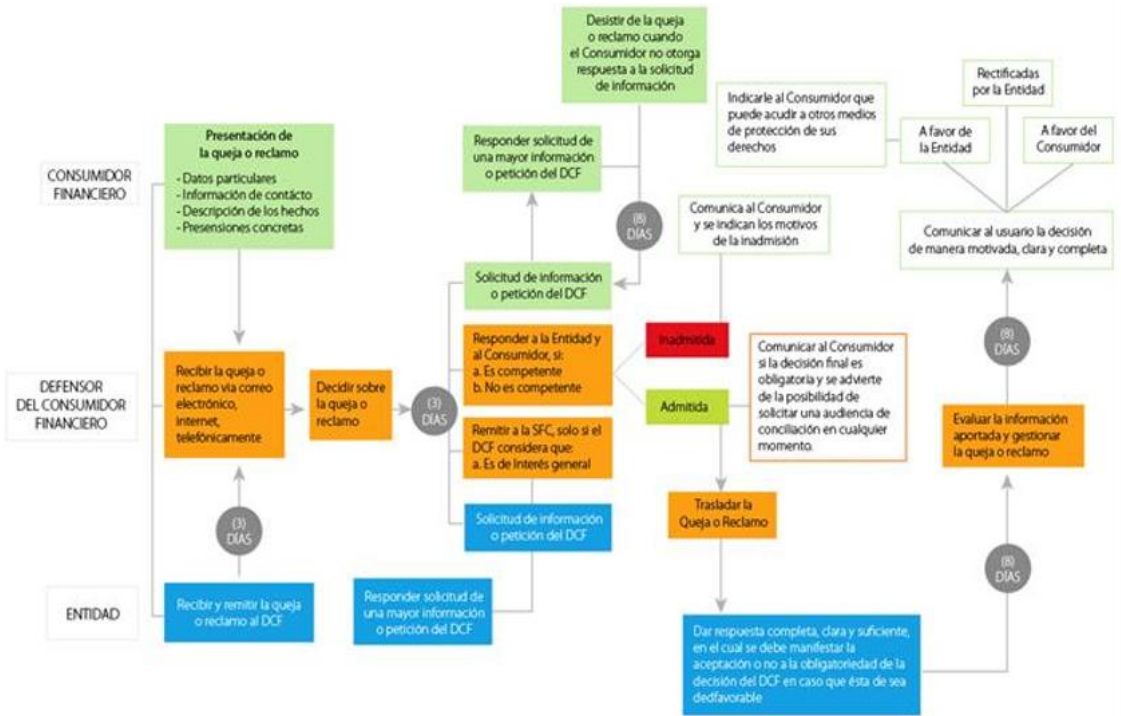 CONSUMIDOR
FINANCIERO
Presentación de
la queja o reclamo
- Datos particulares
- Información de contácto
- Descripción de los hechos
- Presensiones concretas
Responder solicitud de
una mayor información
o petición del DCF
Desistir de la queja
o reclamo cuando
el Consumidor no otorga
respuesta a la solicitud
de información
(8)
DÍAS
Solicitud de información
o petición del DCF
Indicarle al Consumidor que
puede acudir a otros medios
de protección de sus
derechos
A favor de
la Entidad
Rectificadas
por la Entidad
A favor del
Consumidor
Comunica al Consumidor
y se indican los motivos
de la inadmisión
Comunicar al usuario la decisión
de manera motivada, clara y completa
DEFENSOR
DEL CONSUMIDOR
FINANCIERO
Recibir la queja o
reclamo via correo
electrónico,
internet,
telefónicamente
Decidir sobre
la queja o
reclamo
(3)
DÍAS
Responder a la Entidad y
al Consumidor, si:
a. Es competente
b. No es competente
Remitir a la SFC, solo si el
DCF considera que:
a. Es de Interés general
Solicitud de información
o petición del DCF
Inadmitida
Admitida
Comunicar al Consumidor
si la decisión final es
obligatoria y se advierte
de la posibilidad de
solicitar una audiencia de
conciliación en cualquier
momento.
(8)
DÍAS
Evaluar la información
aportada y gestionar
la queja o reclamo
Trasladar la
Queja o Reclamo
(8)
DÍAS
(3)
DÍAS
ENTIDAD
Recibir y remitir la queja
o reclamo al DCF
Responder solicitud de
una mayor información
o petición del DCF
Dar respuesta completa, clara y suficiente,
en el cual se debe manifestar la
aceptación o no a la obligatoriedad de la
decisión del DCF en caso que ésta de sea
dedfavorable